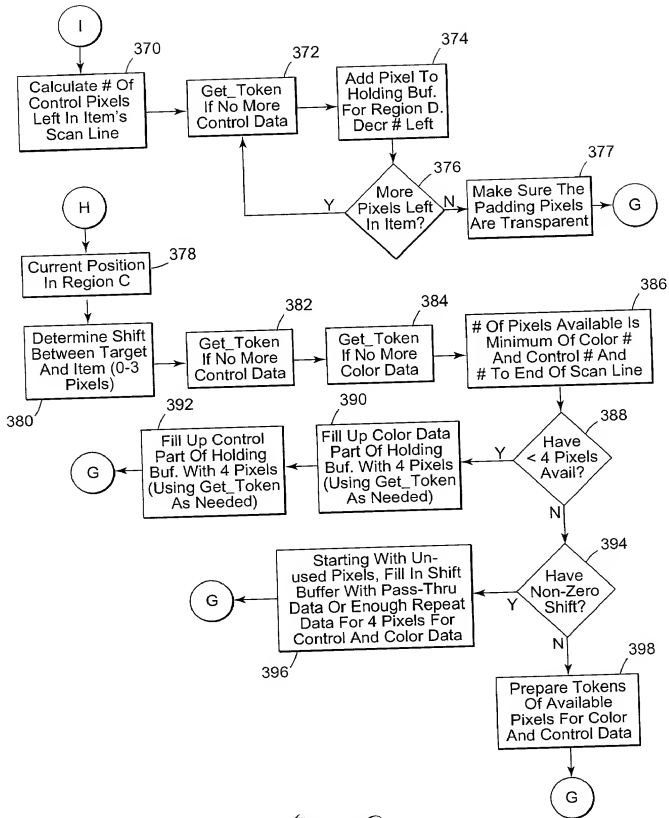 I
370
Calculate # Of
Control Pixels
Left In Item's
Scan Line
372
Get_Token
If No More
Control Data
374
Add Pixel To
Holding Buf.
For Region D.
Decr # Left
376
More
Pixels Left
In Item?
Y
N
377
Make Sure The
Padding Pixels
Are Transparent
G
H
378
Current Position
In Region C
380
Determine Shift
Between Target
And Item (0-3
Pixels)
382
Get_Token
If No More
Control Data
384
Get_Token
If No More
Color Data
386
# Of Pixels Available Is
Minimum Of Color #
And Control # And
# To End Of Scan Line
388
Have
< 4 Pixels
Avail?
Y
N
390
Fill Up Color Data
Part Of Holding
Buf. With 4 Pixels
(Using Get_Token
As Needed)
392
Fill Up Control
Part Of Holding
Buf. With 4 Pixels
(Using Get_Token
As Needed)
G
394
Have
Non-Zero
Shift?
Y
N
396
Starting With Un-
used Pixels, Fill In Shift
Buffer With Pass-Thru
Data Or Enough Repeat
Data For 4 Pixels For
Control And Color Data
G
398
Prepare Tokens
Of Available
Pixels For Color
And Control Data
G